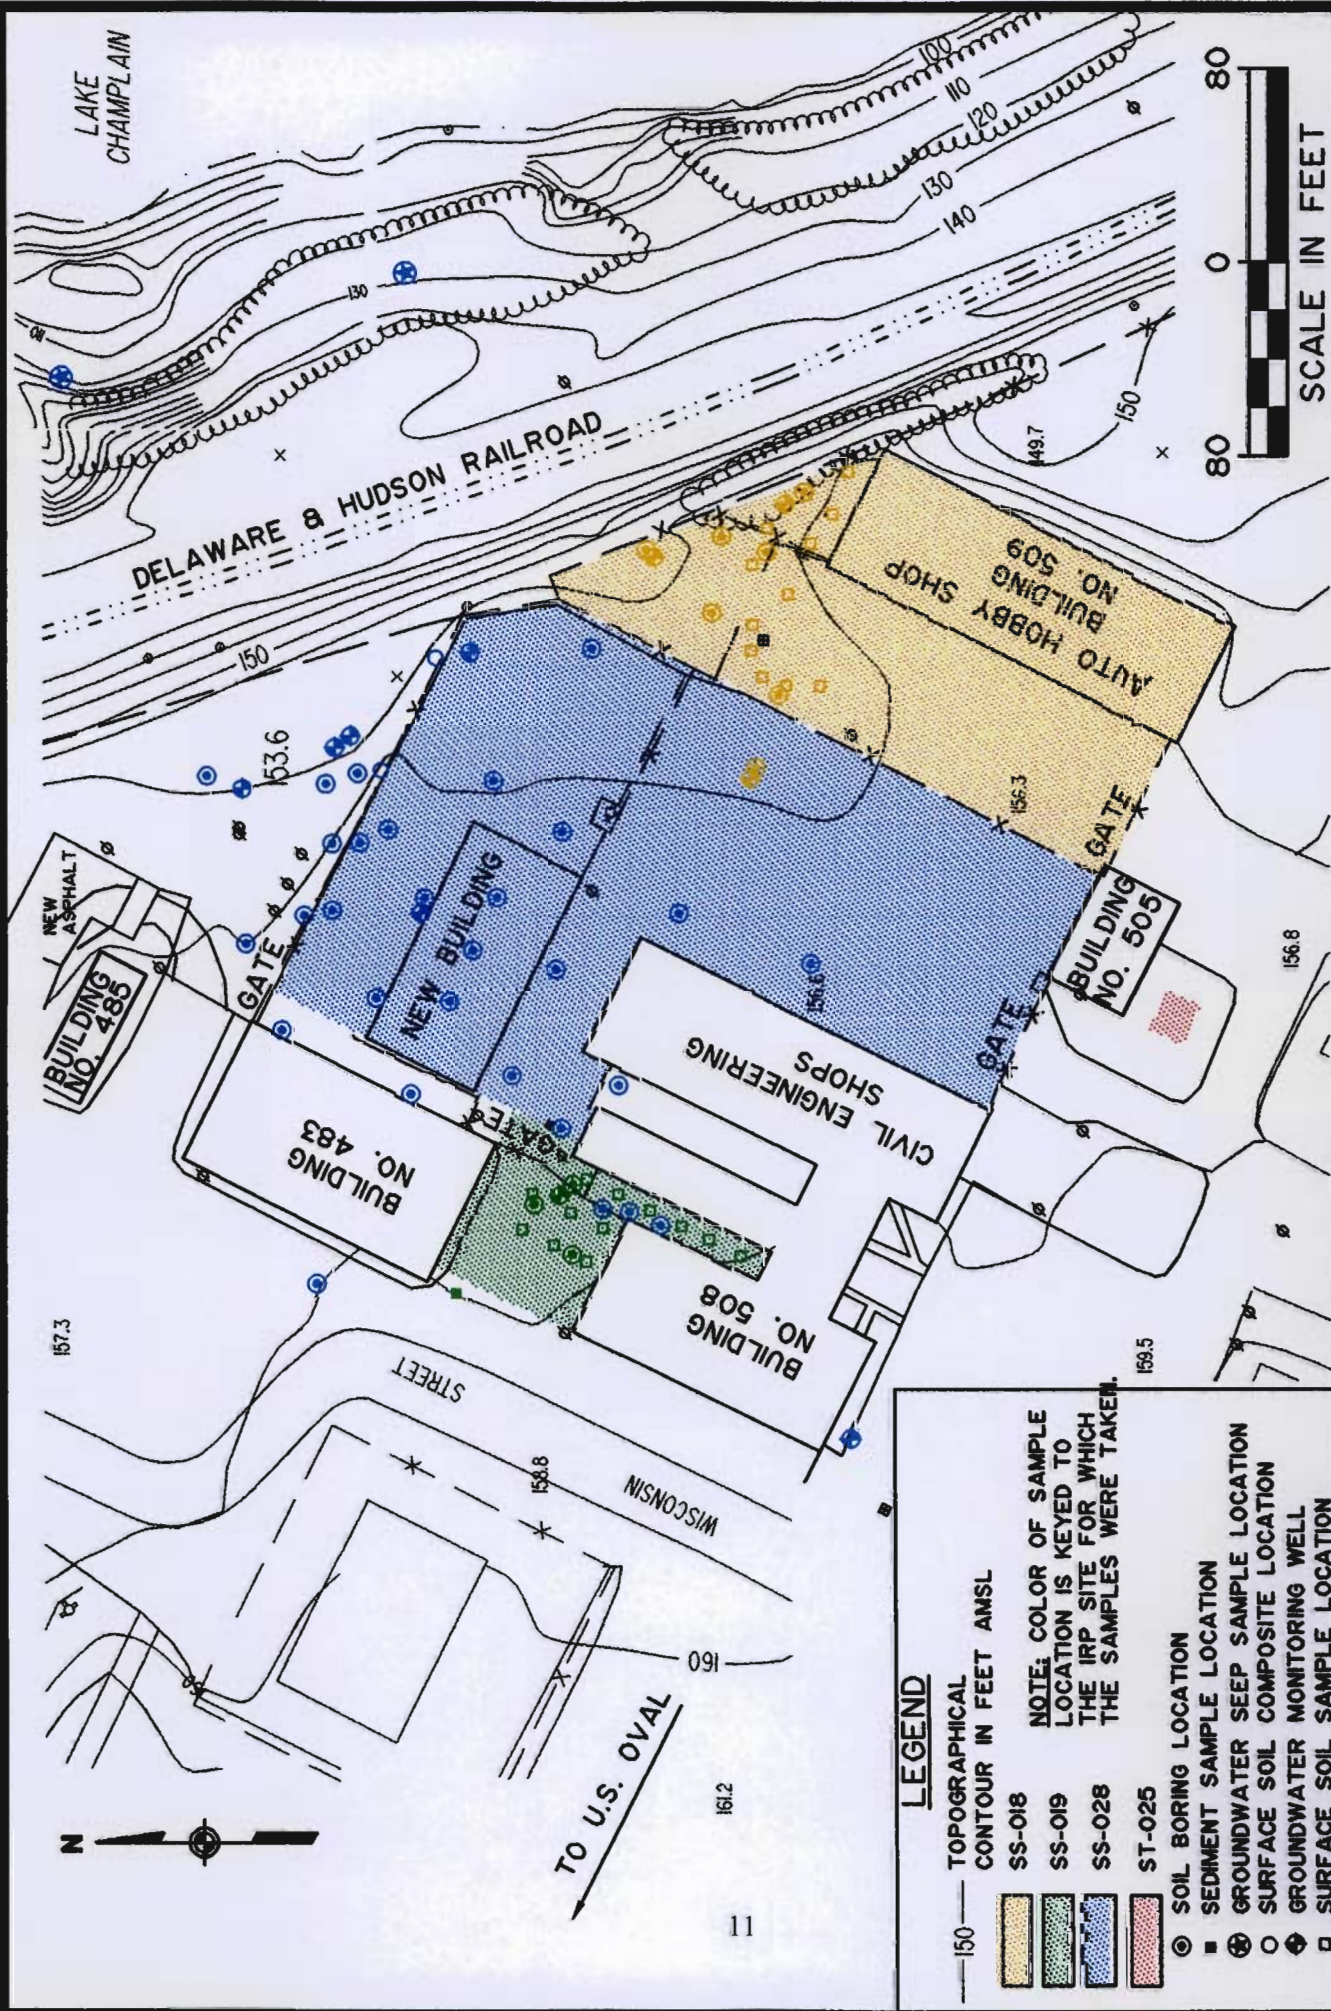 LAKE
CHAMPLAIN
100
110
120
130
140
130
DELAWARE & HUDSON RAILROAD
150
153.6
149.7
150
80 0 80
SCALE IN FEET
NEW
ASPHALT
BUILDING
NO. 485
GATE
NEW BUILDING
AUTO HOBBY SHOP
BUILDING
NO. 509
156.3
GATE
BUILDING
NO. 505
156.8
156.6
GATE
CIVIL ENGINEERING
SHOPS
BUILDING
NO. 483
GATE
BUILDING
NO. 508
157.3
STREET
WISCONSIN
158.8
159.5
160
N
TO U.S. OVAL
161.2
11
LEGEND
150 TOPOGRAPHICAL
CONTOUR IN FEET AMSL
SS-018
SS-019
SS-028
ST-025
NOTE: COLOR OF SAMPLE
LOCATION IS KEYED TO
THE IRP SITE FOR WHICH
THE SAMPLES WERE TAKEN.
SOIL BORING LOCATION
SEDIMENT SAMPLE LOCATION
GROUNDWATER SEEP SAMPLE LOCATION
SURFACE SOIL COMPOSITE LOCATION
GROUNDWATER MONITORING WELL
SURFACE SOIL SAMPLE LOCATION